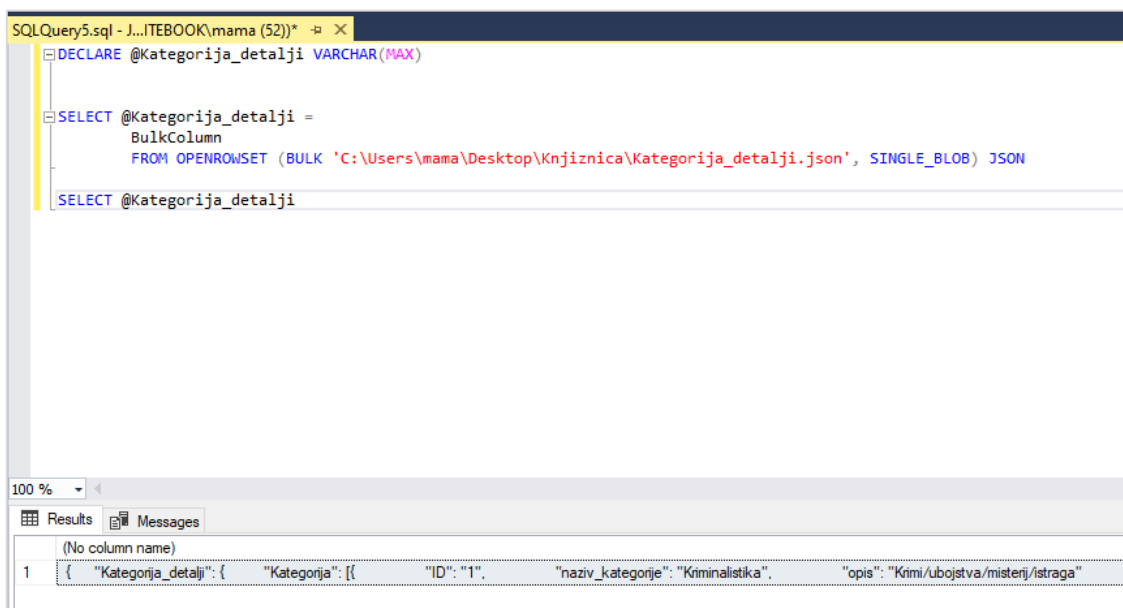 SQLQuery5.sql - J...ITEBOOK\mama (52))*
DECLARE @Kategorija_detalji VARCHAR(MAX)
SELECT @Kategorija_detalji =
BulkColumn
FROM OPENROWSET (BULK 'C:\Users\mama\Desktop\Knjiznica\Kategorija_detalji.json', SINGLE_BLOB) JSON
SELECT @Kategorija_detalji
100 %
Results Messages
(No column name)
1 { "Kategorija_detalji": { "Kategorija": [{ "ID": "1", "naziv_kategorije": "Kriminalistika", "opis": "Krimi/ubojstva/misterij/istraga"